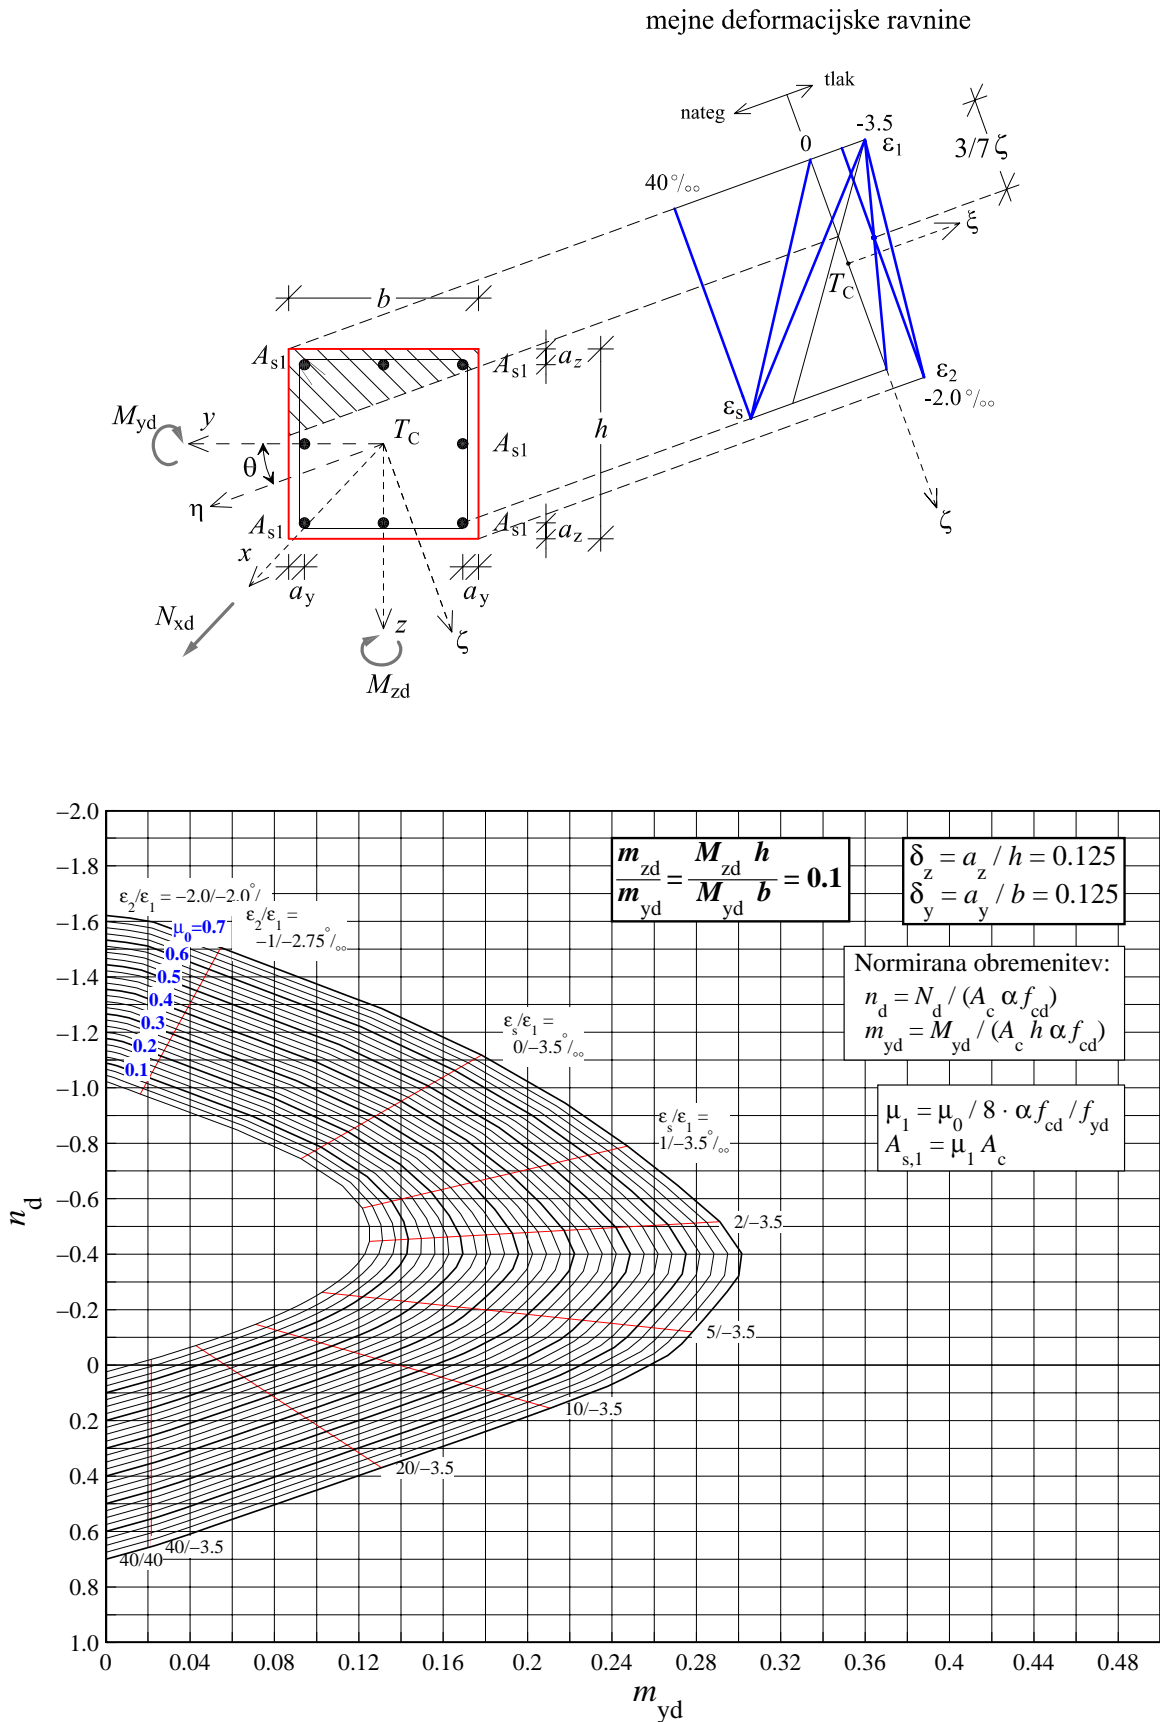 mejne deformacijske ravnine
tlak
nateg
-3.5
0
ε1
3/7 ζ
40 °/∘∘
ξ
TC
b
As1
As1
az
ε2
-2.0 °/∘∘
εs
Myd
y
TC
As1
h
θ
η
ζ
As1
As1
az
x
ay
ay
Nxd
z
ζ
Mzd
mzd / myd = Mzd h / Myd b = 0.1
δz = az / h = 0.125
δy = ay / b = 0.125
ε2/ε1 = −2.0/−2.0°/
ε2/ε1 =
−1/−2.75°/∘∘
μ0=0.7
0.6
0.5
0.4
0.3
0.2
0.1
Normirana obremenitev:
nd = Nd / (Ac α fcd)
myd = Myd / (Ac h α fcd)
εs/ε1 =
0/−3.5°/∘∘
μ1 = μ0 / 8 · α fcd / fyd
As,1 = μ1 Ac
εs/ε1 =
1/−3.5°/∘∘
2/−3.5
5/−3.5
10/−3.5
20/−3.5
40/−3.5
40/40
−2.0
−1.8
−1.6
−1.4
−1.2
−1.0
−0.8
−0.6
−0.4
−0.2
0
0.2
0.4
0.6
0.8
1.0
nd
0 0.04 0.08 0.12 0.16 0.2 0.24 0.28 0.32 0.36 0.4 0.44 0.48
myd